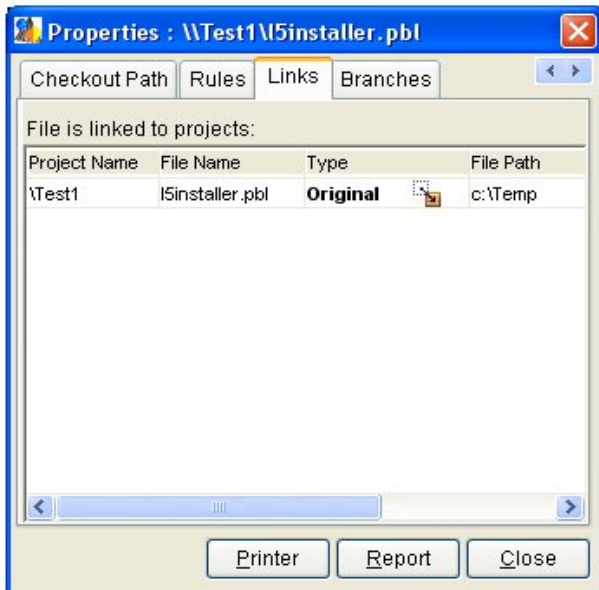 Properties : \\Test1\l5installer.pbl
Checkout Path Rules Links Branches
File is linked to projects:
Project Name File Name Type File Path
\Test1 l5installer.pbl Original c:\Temp
Printer Report Close